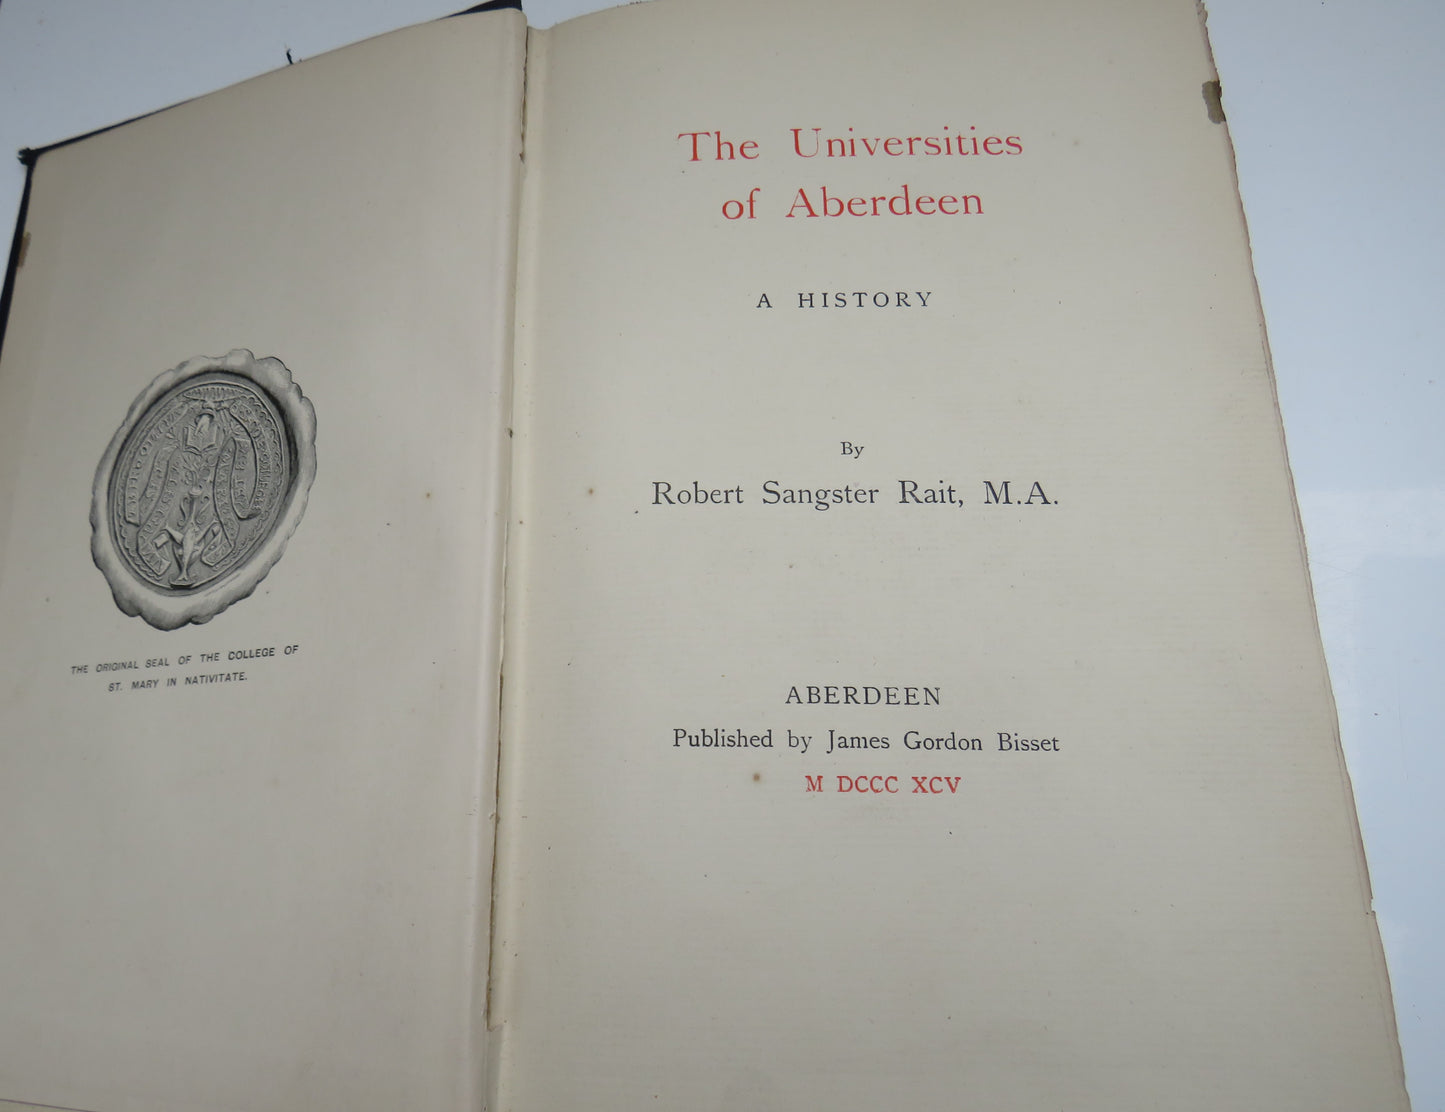 THE ORIGINAL SEAL OF THE COLLEGE OF
ST. MARY IN NATIVITATE.
The Universities
of Aberdeen
A HISTORY
By
Robert Sangster Rait, M.A.
ABERDEEN
Published by James Gordon Bisset
M DCCC XCV